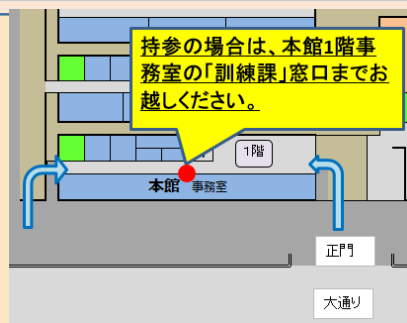 持参の場合は、本館1階事
務室の「訓練課」窓口までお
越しください。
1階
本館 事務室
正門
大通り